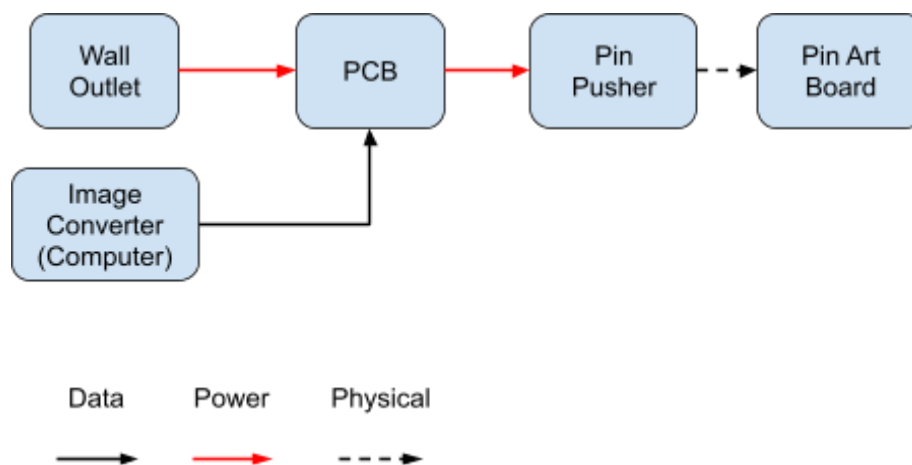 Wall
Outlet
PCB
Pin
Pusher
Pin Art
Board
Image
Converter
(Computer)
Data Power Physical